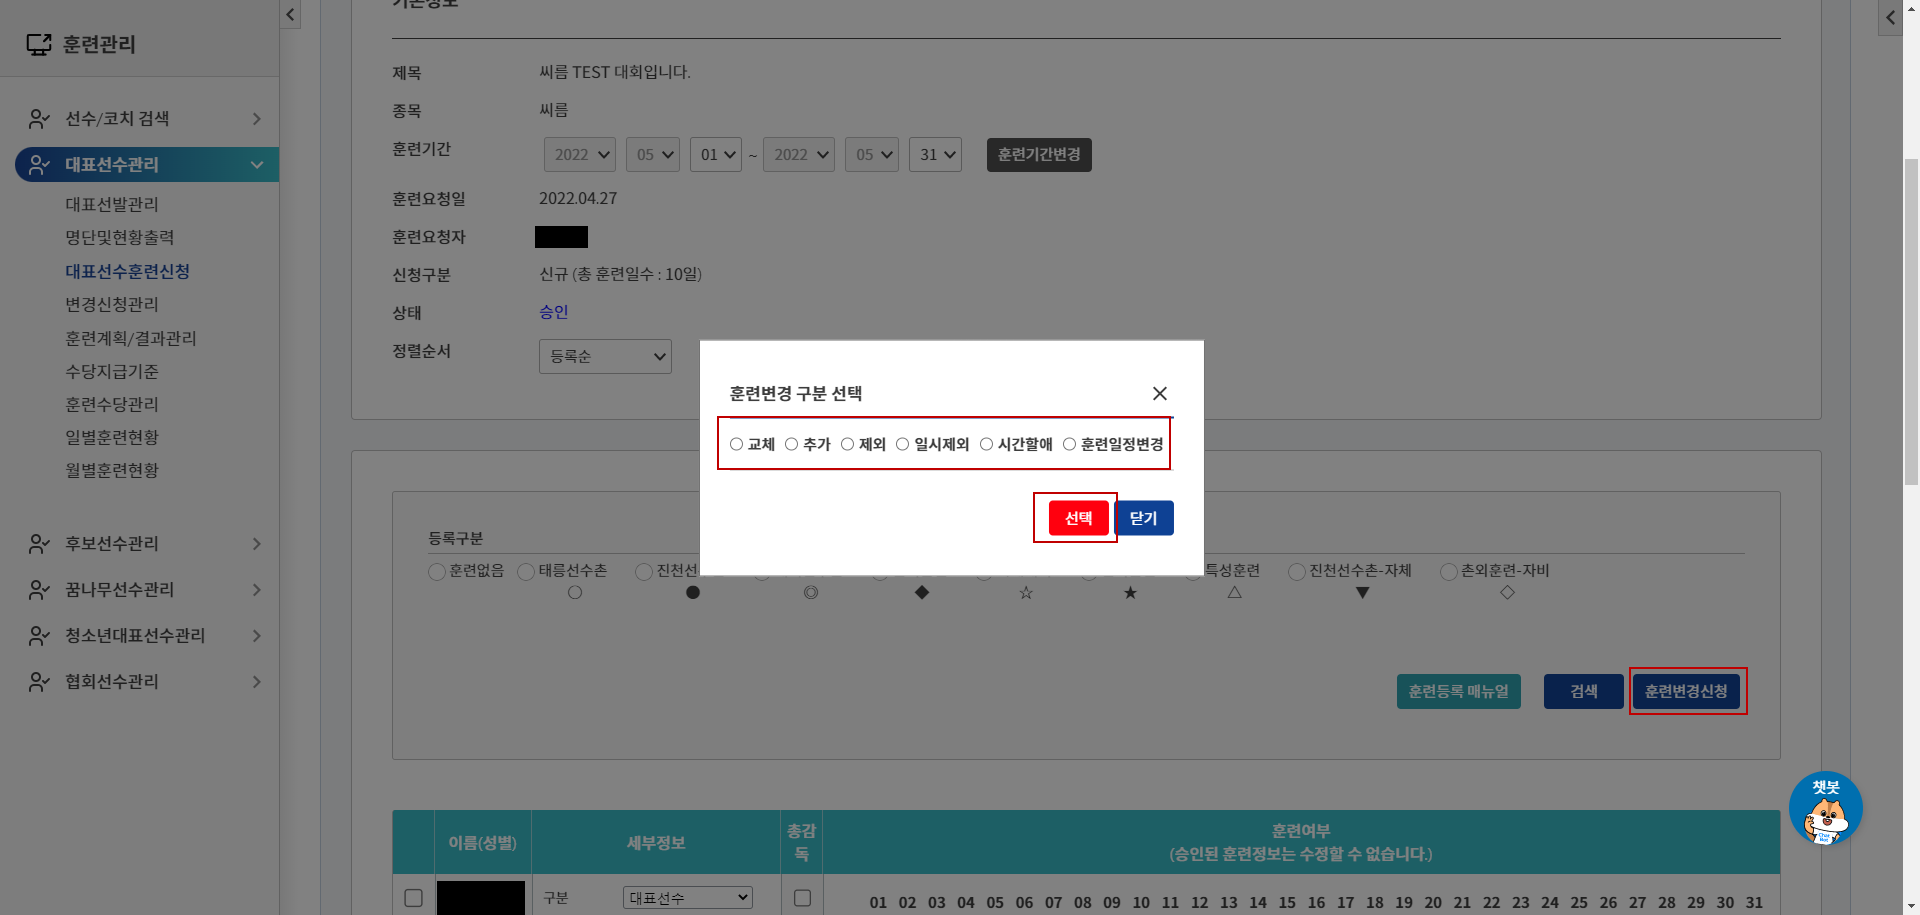 훈련관리
선수/코치 검색
대표선수관리
대표선발관리
명단및현황출력
대표선수훈련신청
변경신청관리
훈련계획/결과관리
수당지급기준
훈련수당관리
일별훈련현황
월별훈련현황
후보선수관리
꿈나무선수관리
청소년대표선수관리
협회선수관리
기본정보
제목 씨름 TEST 대회입니다.
종목 씨름
훈련기간 2022 05 01 ~ 2022 05 31 훈련기간변경
훈련요청일 2022.04.27
훈련요청자
신청구분 신규 (총 훈련일수 : 10일)
상태 승인
정렬순서 등록순
훈련변경 구분 선택
교체 추가 제외 일시제외 시간할애 훈련일정변경
선택 닫기
등록구분
훈련없음 태릉선수촌 진천선 특성훈련 진천선수촌-자체 촌외훈련-자비
○ ● ◎ ◆ ☆ ★ △ ▼ ◇
훈련등록 매뉴얼 검색 훈련변경신청
챗봇
이름(성별) 세부정보 총감독 훈련여부
(승인된 훈련정보는 수정할 수 없습니다.)
구분 대표선수
01 02 03 04 05 06 07 08 09 10 11 12 13 14 15 16 17 18 19 20 21 22 23 24 25 26 27 28 29 30 31